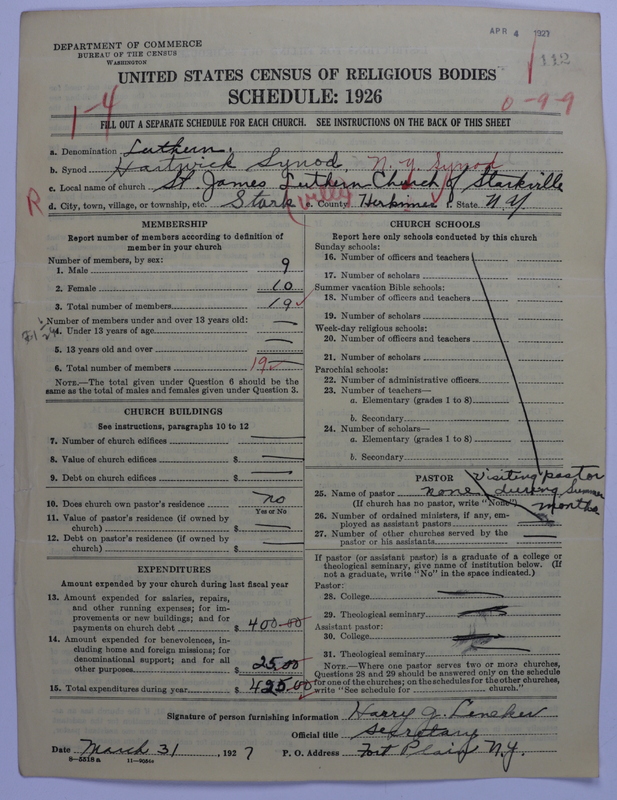 APR 4 1927
112
DEPARTMENT OF COMMERCE
BUREAU OF THE CENSUS
WASHINGTON
UNITED STATES CENSUS OF RELIGIOUS BODIES
SCHEDULE: 1926
1-4
0-9-9
FILL OUT A SEPARATE SCHEDULE FOR EACH CHURCH. SEE INSTRUCTIONS ON THE BACK OF THIS SHEET
a. Denomination Luthern.
b. Synod Hartwick Synod N.Y Synod
c. Local name of church St. James Luthern Church of Starkville
R
d. City, town, village, or township, etc. Stark (ville) e. County Herkimer f. State N.Y.
MEMBERSHIP
Report number of members according to definition of
member in your church
Number of members, by sex:
1. Male 9
2. Female 10
3. Total number of members 19
Number of members under and over 13 years old:
4. Under 13 years of age —
5. 13 years old and over —
6. Total number of members 19
NOTE.—The total given under Question 6 should be the
same as the total of males and females given under Question 3.
CHURCH BUILDINGS
See instructions, paragraphs 10 to 12
7. Number of church edifices —
8. Value of church edifices $ —
9. Debt on church edifices $ —
10. Does church own pastor's residence no
Yes or No
11. Value of pastor's residence (if owned by
church) $ —
12. Debt on pastor's residence (if owned by
church) $ —
EXPENDITURES
Amount expended by your church during last fiscal year
13. Amount expended for salaries, repairs,
and other running expenses; for im-
provements or new buildings; and for
payments on church debt $ 400.00
14. Amount expended for benevolences, in-
cluding home and foreign missions; for
denominational support; and for all
other purposes $ 25.00
15. Total expenditures during year $ 425.00
CHURCH SCHOOLS
Report here only schools conducted by this church
Sunday schools:
16. Number of officers and teachers
17. Number of scholars
Summer vacation Bible schools:
18. Number of officers and teachers
19. Number of scholars
Week-day religious schools:
20. Number of officers and teachers
21. Number of scholars
Parochial schools:
22. Number of administrative officers
23. Number of teachers—
a. Elementary (grades 1 to 8)
b. Secondary
24. Number of scholars—
a. Elementary (grades 1 to 8)
b. Secondary
PASTOR
Visiting pastor
during Summer
months
25. Name of pastor none
(If church has no pastor, write "None")
26. Number of ordained ministers, if any, em-
ployed as assistant pastors —
27. Number of other churches served by the
pastor or his assistants —
If pastor (or assistant pastor) is a graduate of a college or
theological seminary, give name of institution below. (If
not a graduate, write "No" in the space indicated.)
Pastor:
28. College —
29. Theological seminary
Assistant pastor:
30. College
31. Theological seminary
NOTE.—Where one pastor serves two or more churches,
Questions 28 and 29 should be answered only on the schedule
for one of the churches; on the schedules for the other churches,
write "See schedule for church."
Signature of person furnishing information Harry G. Leneker
Official title Secretary
Date March 31, 1927 P. O. Address Fort Plain N.Y.
8—5518 a 11—9054